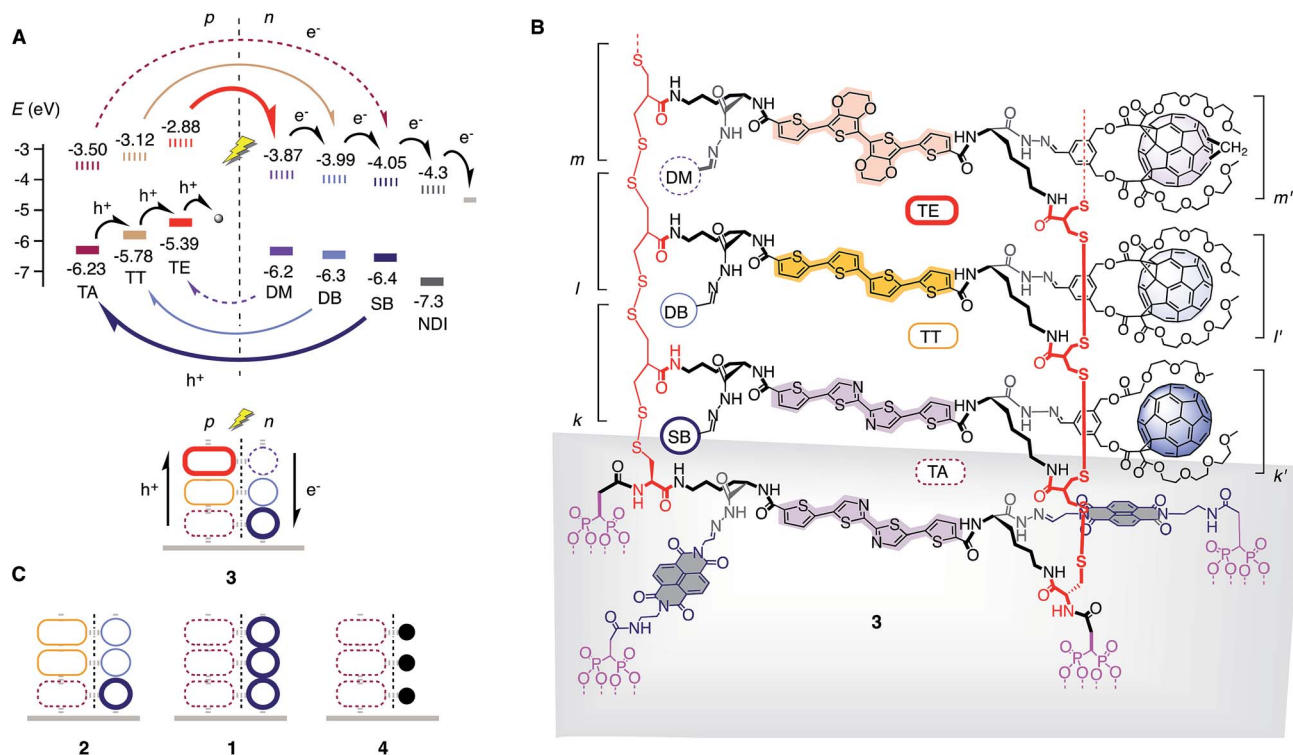 A
p n
e⁻
E (eV)
-3
-4
-5
-6
-7
-3.50
-3.12
-2.88
-3.87
-3.99
-4.05
-4.3
e⁻
e⁻
e⁻
e⁻
h+
h+
h+
-6.23
TA
-5.78
TT
-5.39
TE
-6.2
DM
-6.3
DB
-6.4
SB
-7.3
NDI
h+
p n
h+
e⁻
3
C
2
1
4
B
m
l
k
m'
l'
k'
DM
DB
SB
TE
TT
TA
CH2
3